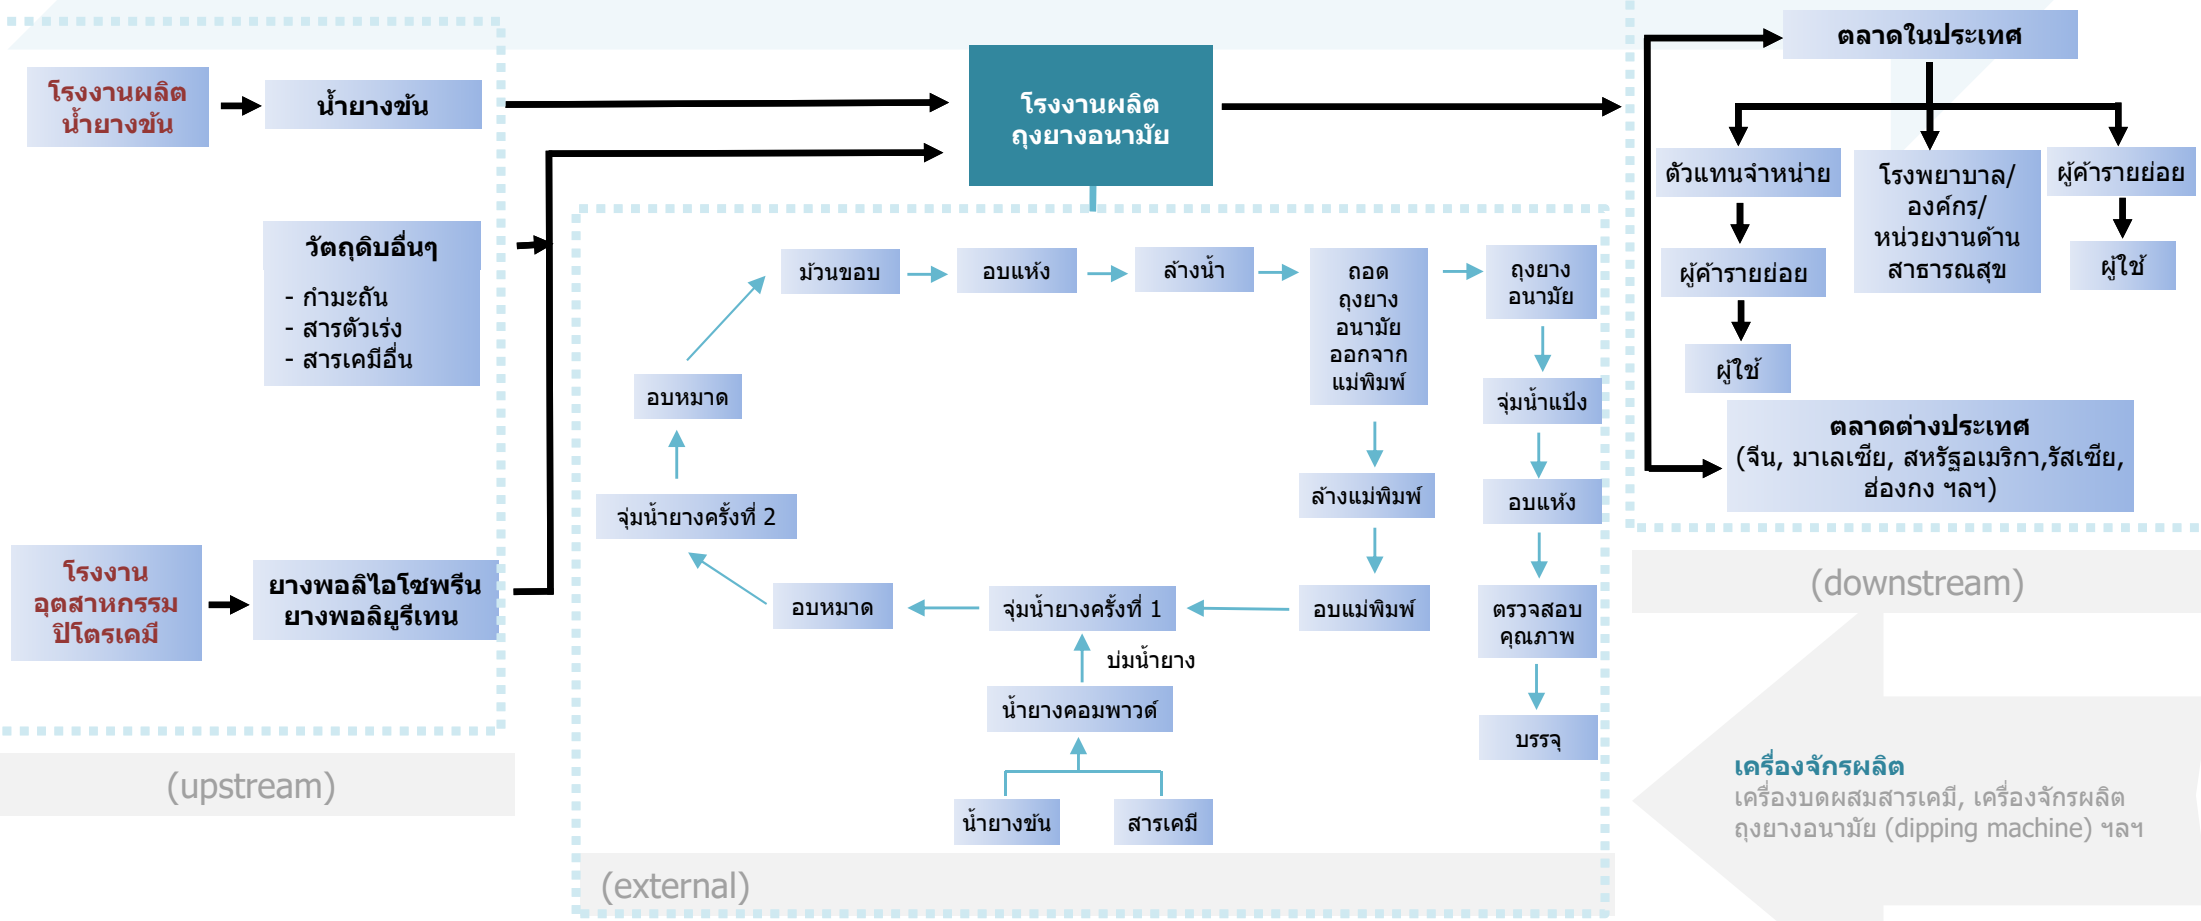 โรงงานผลิต
น้ำยางข้น
น้ำยางข้น
วัตถุดิบอื่นๆ
- กำมะถัน
- สารตัวเร่ง
- สารเคมีอื่น
โรงงาน
อุตสาหกรรม
ปิโตรเคมี
ยางพอลิไอโซพรีน
ยางพอลิยูรีเทน
(upstream)
โรงงานผลิต
ถุงยางอนามัย
ม้วนขอบ
อบแห้ง
ล้างน้ำ
ถอด
ถุงยาง
อนามัย
ออกจาก
แม่พิมพ์
ถุงยาง
อนามัย
อบหมาด
จุ่มน้ำแป้ง
จุ่มน้ำยางครั้งที่ 2
ล้างแม่พิมพ์
อบแห้ง
อบหมาด
จุ่มน้ำยางครั้งที่ 1
อบแม่พิมพ์
ตรวจสอบ
คุณภาพ
บ่มน้ำยาง
น้ำยางคอมพาวด์
บรรจุ
น้ำยางข้น
สารเคมี
(external)
ตลาดในประเทศ
ตัวแทนจำหน่าย
ผู้ค้ารายย่อย
ผู้ใช้
โรงพยาบาล/
องค์กร/
หน่วยงานด้าน
สาธารณสุข
ผู้ค้ารายย่อย
ผู้ใช้
ตลาดต่างประเทศ
(จีน, มาเลเซีย, สหรัฐอเมริกา,รัสเซีย,
ฮ่องกง ฯลฯ)
(downstream)
เครื่องจักรผลิต
เครื่องบดผสมสารเคมี, เครื่องจักรผลิต
ถุงยางอนามัย (dipping machine) ฯลฯ